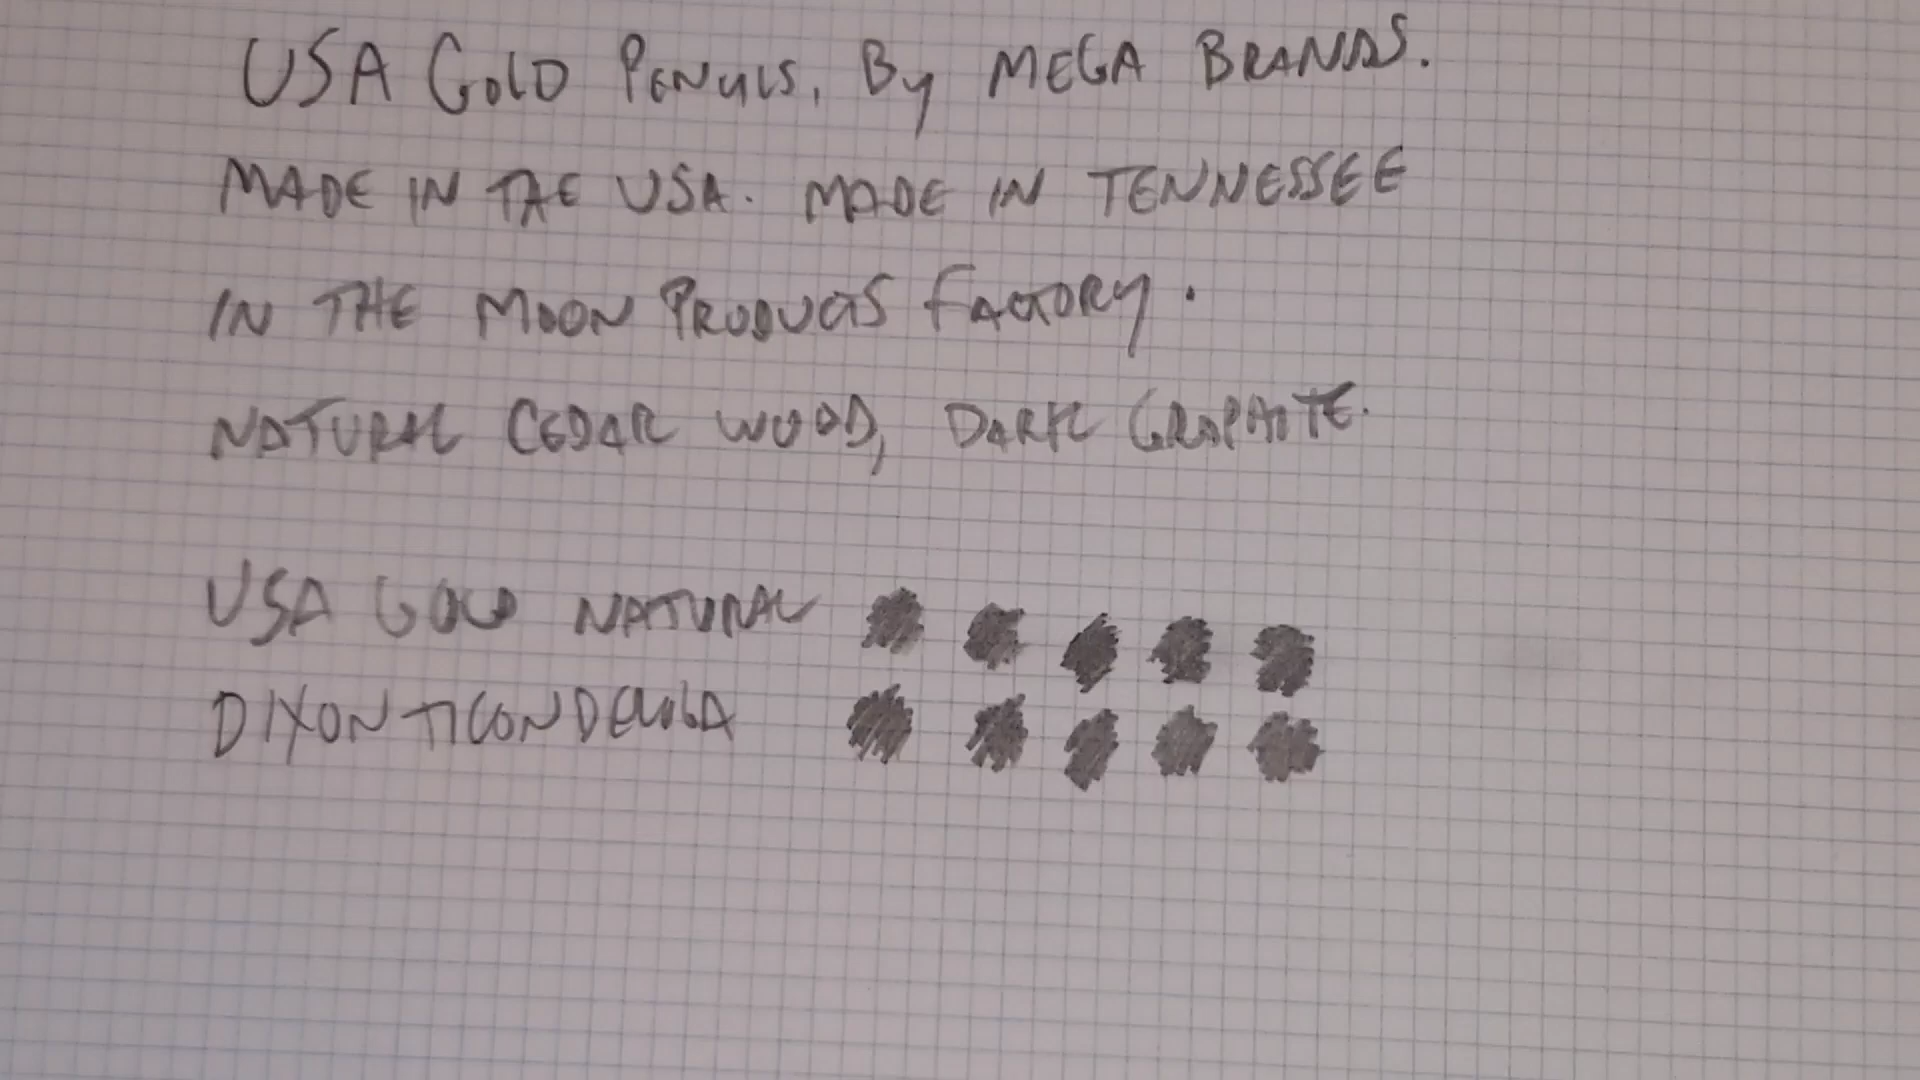 USA GOLD PENCILS, By MEGA BRANDS.
MADE IN THE USA. MADE IN TENNESSEE
IN THE MOON PRODUCTS FACTORY.
NATURAL CEDAR WOOD, DARK GRAPHITE.
USA GOLD NATURAL
DIXON TICONDEROGA